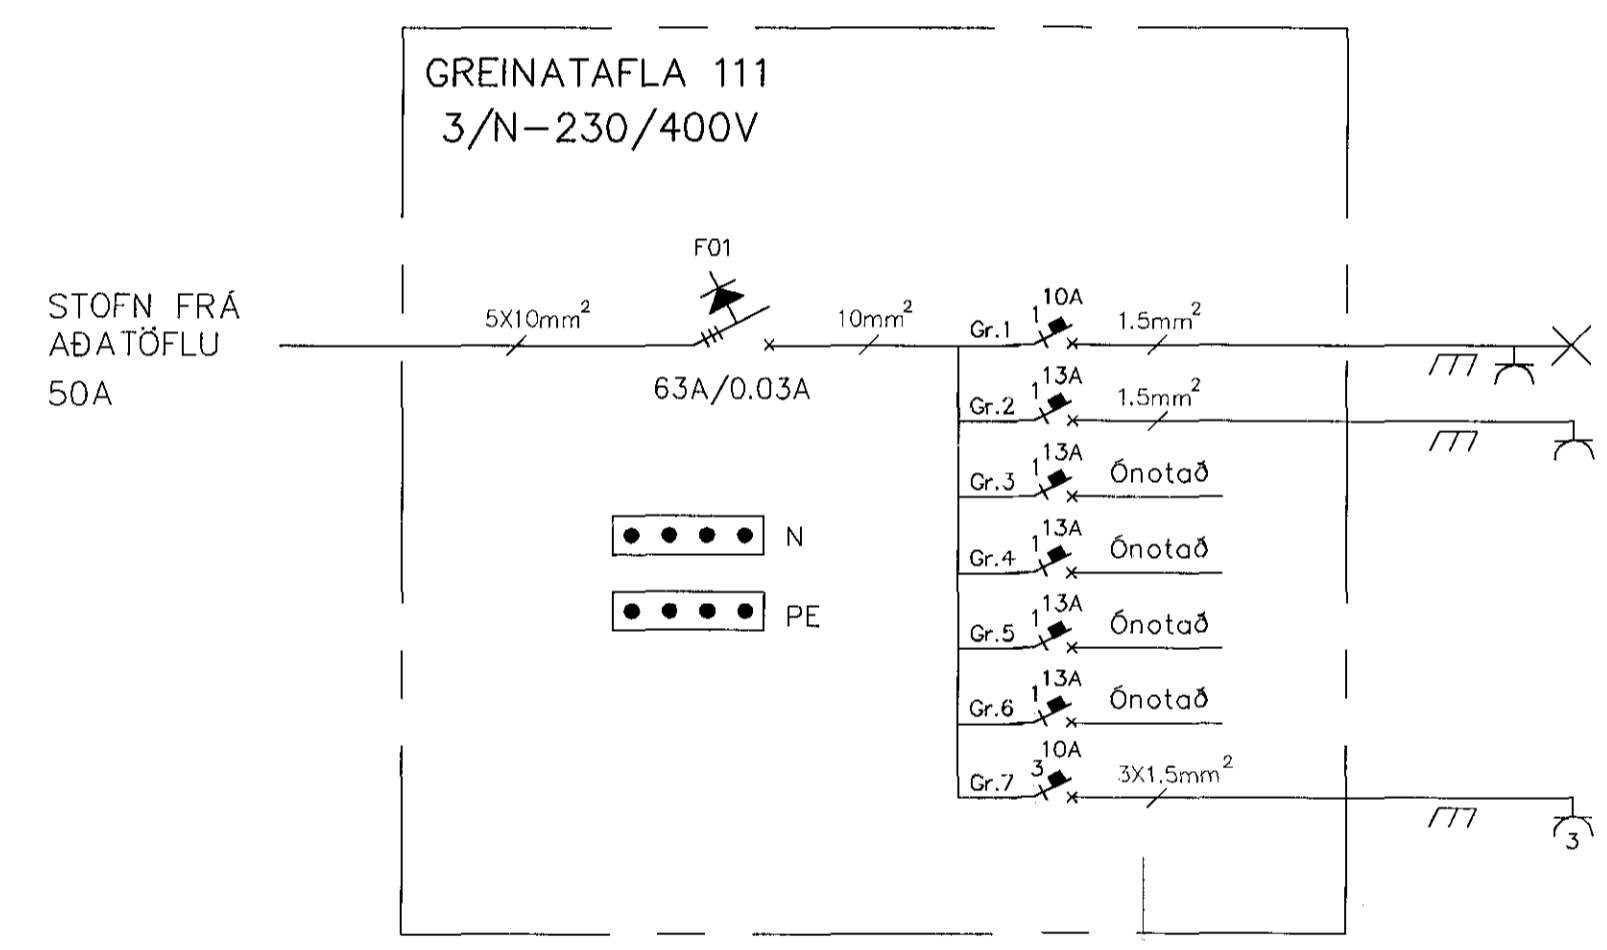 GREINATAFLA 111
3/N-230/400V
STOFN FRÁ
AÐATÖFLU
50A
5X10mm²
F01
63A/0.03A
10mm²
Gr.1 1 10A 1.5mm²
Gr.2 1 13A 1.5mm²
Gr.3 1 13A Ónotað
Gr.4 1 13A Ónotað
Gr.5 1 13A Ónotað
Gr.6 1 13A Ónotað
Gr.7 3 10A 3X1.5mm²
3
N
PE